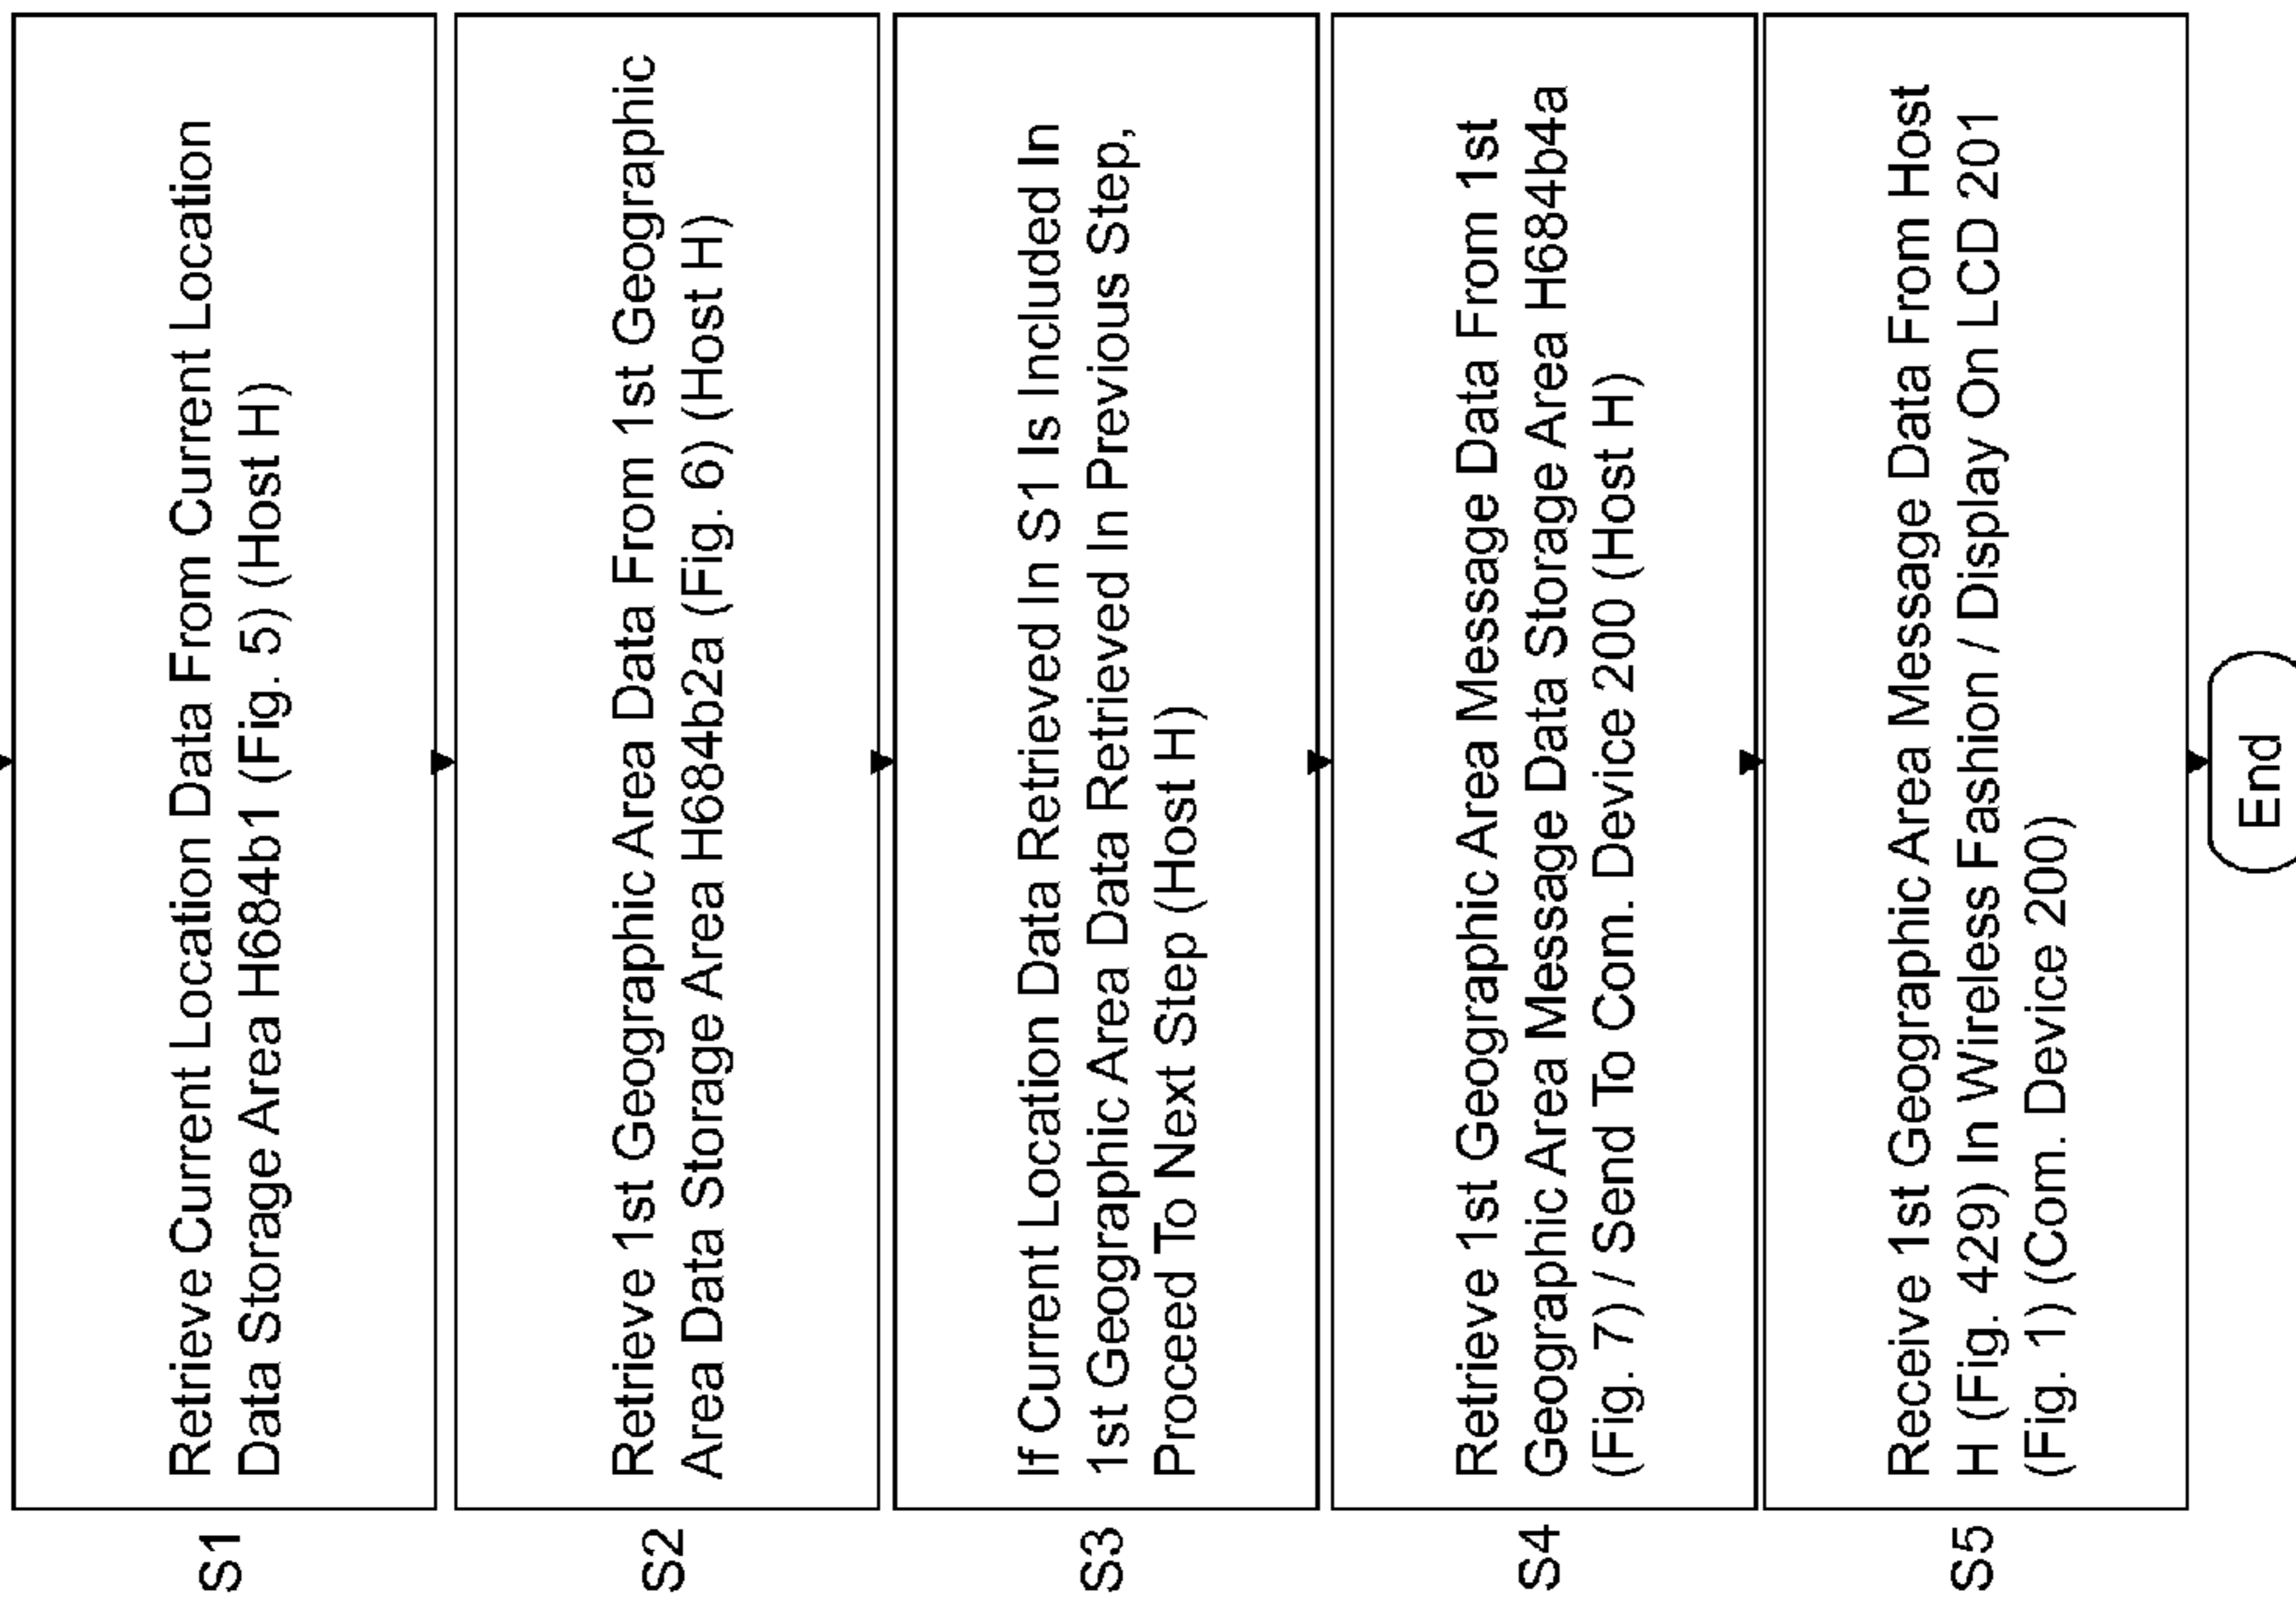 S1
Retrieve Current Location Data From Current Location
Data Storage Area H684b1 (Fig. 5) (Host H)
S2
Retrieve 1st Geographic Area Data From 1st Geographic
Area Data Storage Area H684b2a (Fig. 6) (Host H)
S3
If Current Location Data Retrieved In S1 Is Included In
1st Geographic Area Data Retrieved In Previous Step,
Proceed To Next Step (Host H)
S4
Retrieve 1st Geographic Area Message Data From 1st
Geographic Area Message Data Storage Area H684b4a
(Fig. 7) / Send To Com. Device 200 (Host H)
S5
Receive 1st Geographic Area Message Data From Host
H (Fig. 429) In Wireless Fashion / Display On LCD 201
(Fig. 1) (Com. Device 200)
End